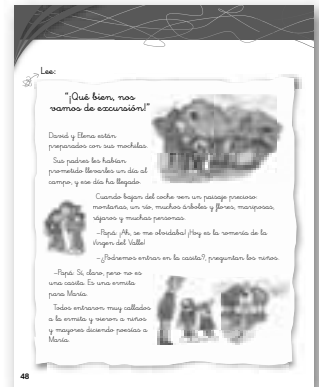 Lee:
"¡Qué bien, nos
vamos de excursión!"
David y Elena están
preparados con sus mochilas.
Sus padres les habían
prometido llevarles un día al
campo, y ese día ha llegado.
Cuando bajan del coche ven un paisaje precioso:
montañas, un río, muchos árboles y flores, mariposas,
pájaros y muchas personas.
-Papá: ¡Ah, se me olvidaba! ¡Hoy es la romería de la
Virgen del Valle!
-¿Podremos entrar en la casita?, preguntan los niños.
-Papá: Sí, claro, pero no es
una casita. Es una ermita
para María.
Todos entraron muy callados
a la ermita y vieron a niños
y mayores diciendo poesías a
María.
48